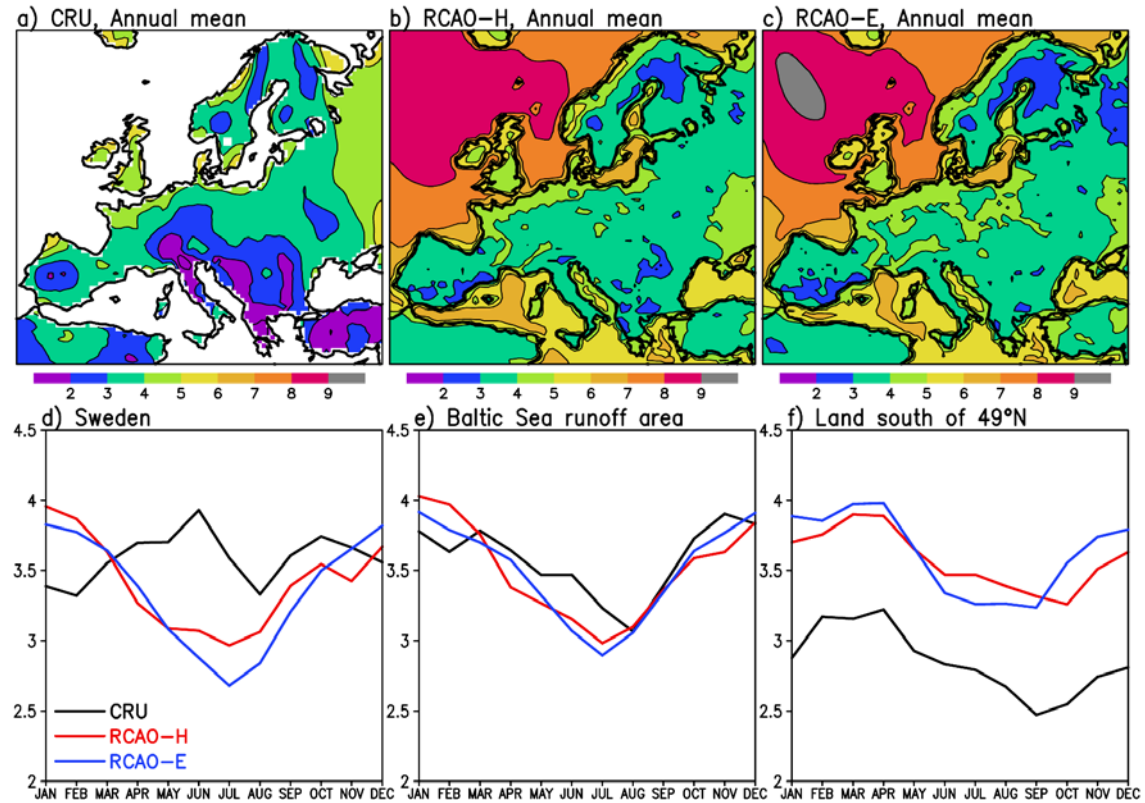 a) CRU, Annual mean
b) RCAO-H, Annual mean
c) RCAO-E, Annual mean
2 3 4 5 6 7 8 9
2 3 4 5 6 7 8 9
2 3 4 5 6 7 8 9
d) Sweden
4.5
4
3.5
3
2.5
2
CRU
RCAO-H
RCAO-E
JAN FEB MAR APR MAY JUN JUL AUG SEP OCT NOV DEC
e) Baltic Sea runoff area
4.5
4
3.5
3
2.5
2
JAN FEB MAR APR MAY JUN JUL AUG SEP OCT NOV DEC
f) Land south of 49°N
4.5
4
3.5
3
2.5
2
JAN FEB MAR APR MAY JUN JUL AUG SEP OCT NOV DEC